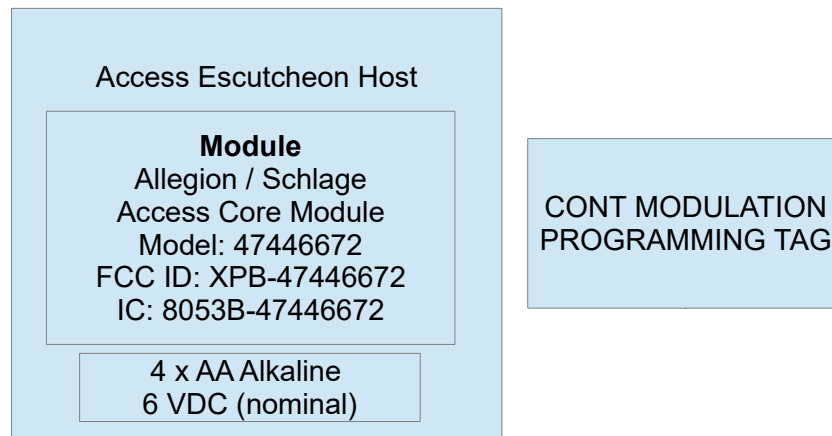 Access Escutcheon Host
Module
Allegion / Schlage
Access Core Module
Model: 47446672
FCC ID: XPB-47446672
IC: 8053B-47446672
4 x AA Alkaline
6 VDC (nominal)
CONT MODULATION
PROGRAMMING TAG